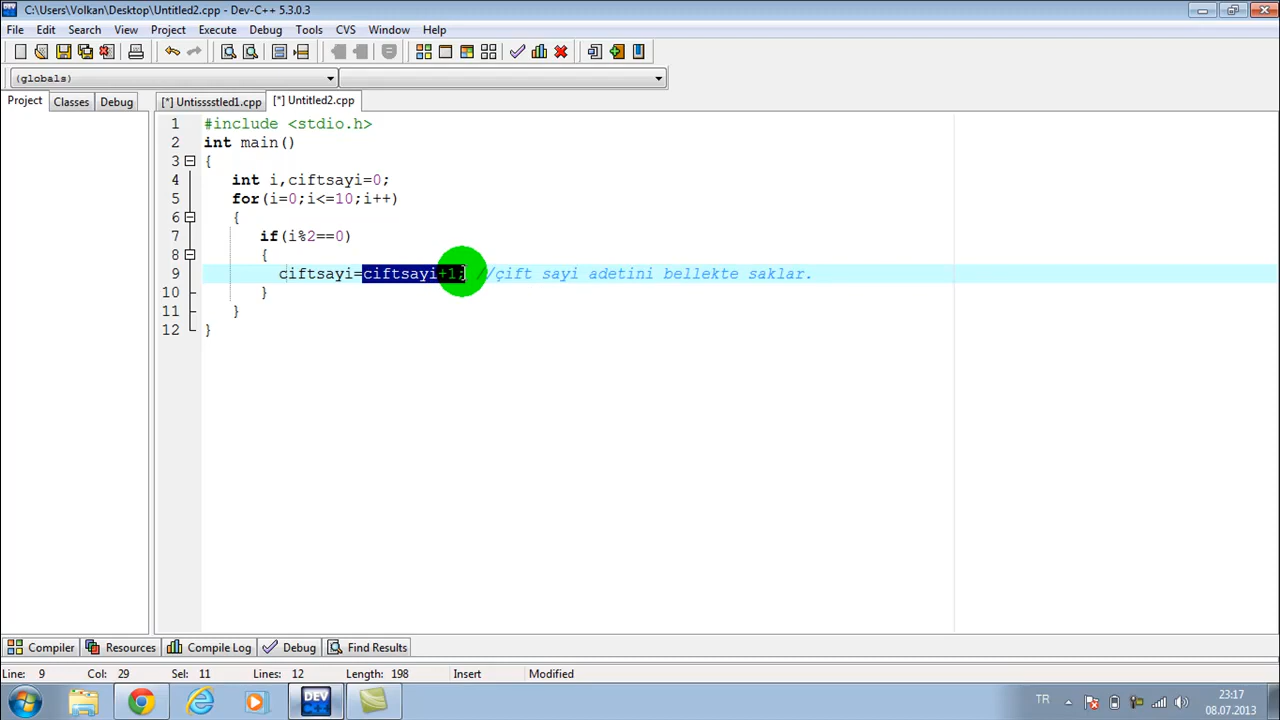 C:\Users\Volkan\Desktop\Untitled2.cpp - Dev-C++ 5.3.0.3
File Edit Search View Project Execute Debug Tools CVS Window Help
(globals)
Project Classes Debug [*] Untisssstled1.cpp [*] Untitled2.cpp
1 #include <stdio.h>
2 int main()
3 {
4 int i,ciftsayi=0;
5 for(i=0;i<=10;i++)
6 {
7 if(i%2==0)
8 {
9 ciftsayi=ciftsayi+1; //çift sayi adetini bellekte saklar.
10 }
11 }
12 }
Compiler Resources Compile Log Debug Find Results
Line: 9 Col: 29 Sel: 11 Lines: 12 Length: 198 Insert Modified
DEV
TR
23:17
08.07.2013